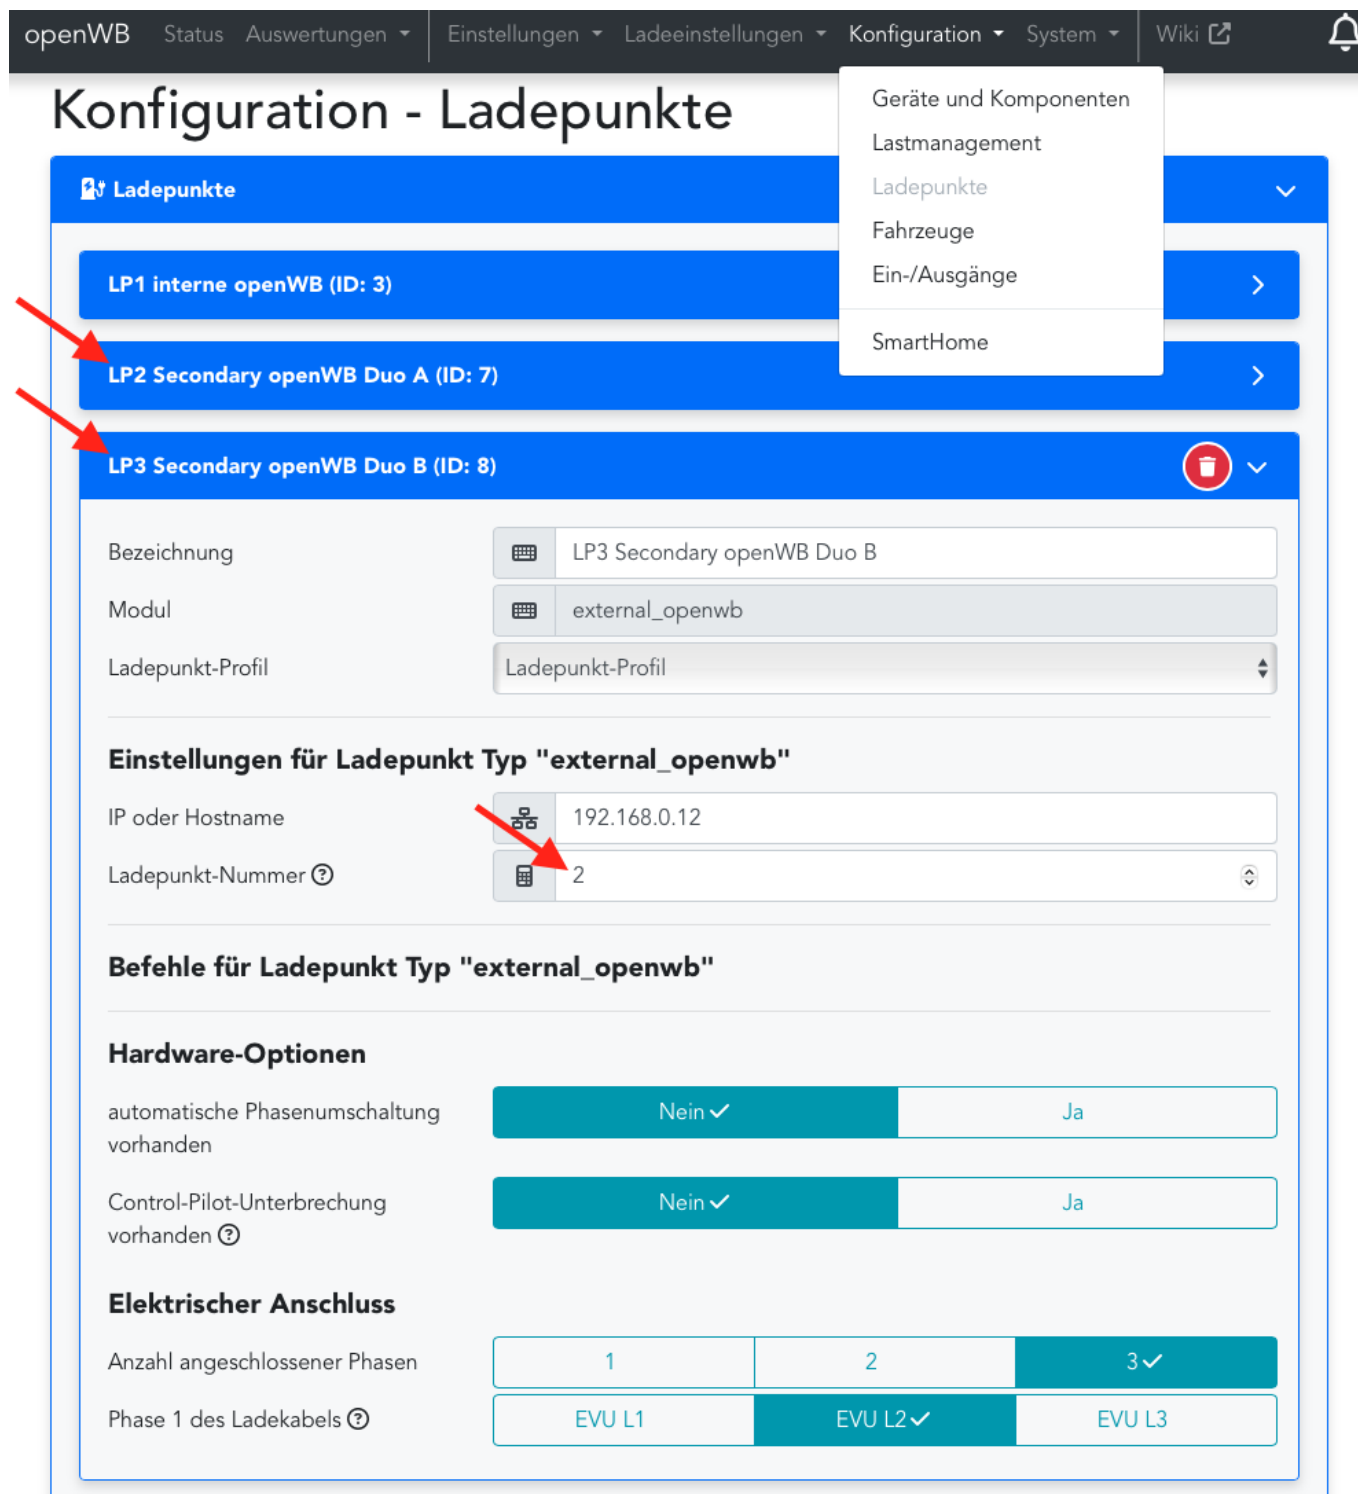 openWB Status Auswertungen Einstellungen Ladeeinstellungen Konfiguration System Wiki
Geräte und Komponenten
Lastmanagement
Ladepunkte
Fahrzeuge
Ein-/Ausgänge
SmartHome
Konfiguration - Ladepunkte
Ladepunkte
LP1 interne openWB (ID: 3)
LP2 Secondary openWB Duo A (ID: 7)
LP3 Secondary openWB Duo B (ID: 8)
Bezeichnung LP3 Secondary openWB Duo B
Modul external_openwb
Ladepunkt-Profil Ladepunkt-Profil
Einstellungen für Ladepunkt Typ "external_openwb"
IP oder Hostname 192.168.0.12
Ladepunkt-Nummer 2
Befehle für Ladepunkt Typ "external_openwb"
Hardware-Optionen
automatische Phasenumschaltung
vorhanden
Nein Ja
Control-Pilot-Unterbrechung
vorhanden
Nein Ja
Elektrischer Anschluss
Anzahl angeschlossener Phasen 1 2 3
Phase 1 des Ladekabels EVU L1 EVU L2 EVU L3